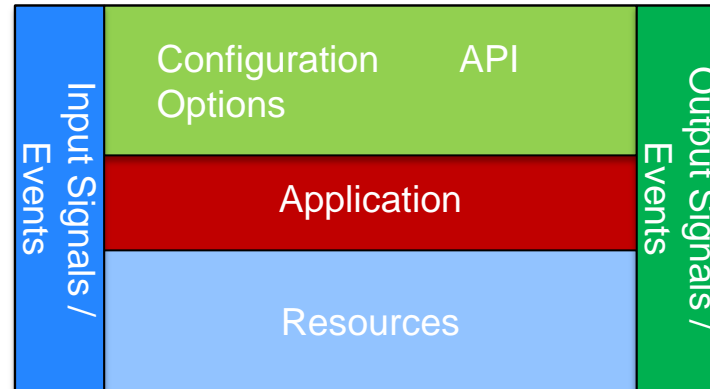 Input Signals /
Events
Configuration API
Options
Application
Resources
Output Signals /
Events